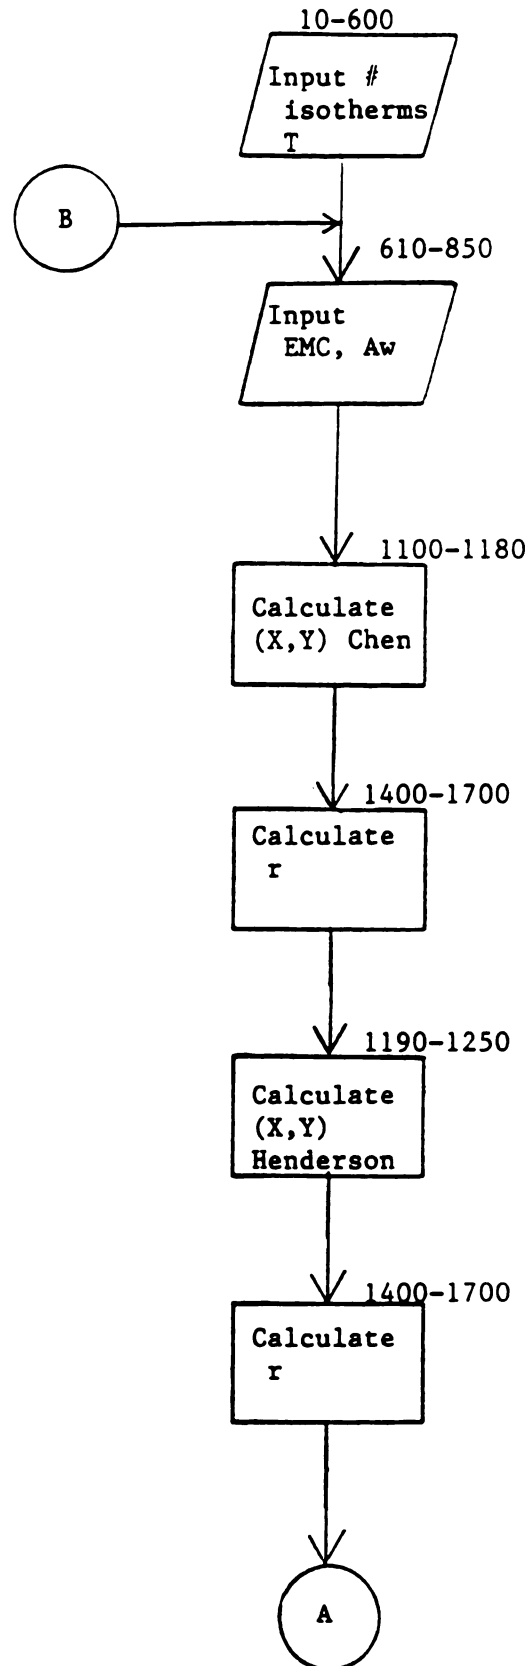 10-600
Input #
isotherms
T
B
610-850
Input
EMC, Aw
1100-1180
Calculate
(X,Y) Chen
1400-1700
Calculate
r
1190-1250
Calculate
(X,Y)
Henderson
1400-1700
Calculate
r
A